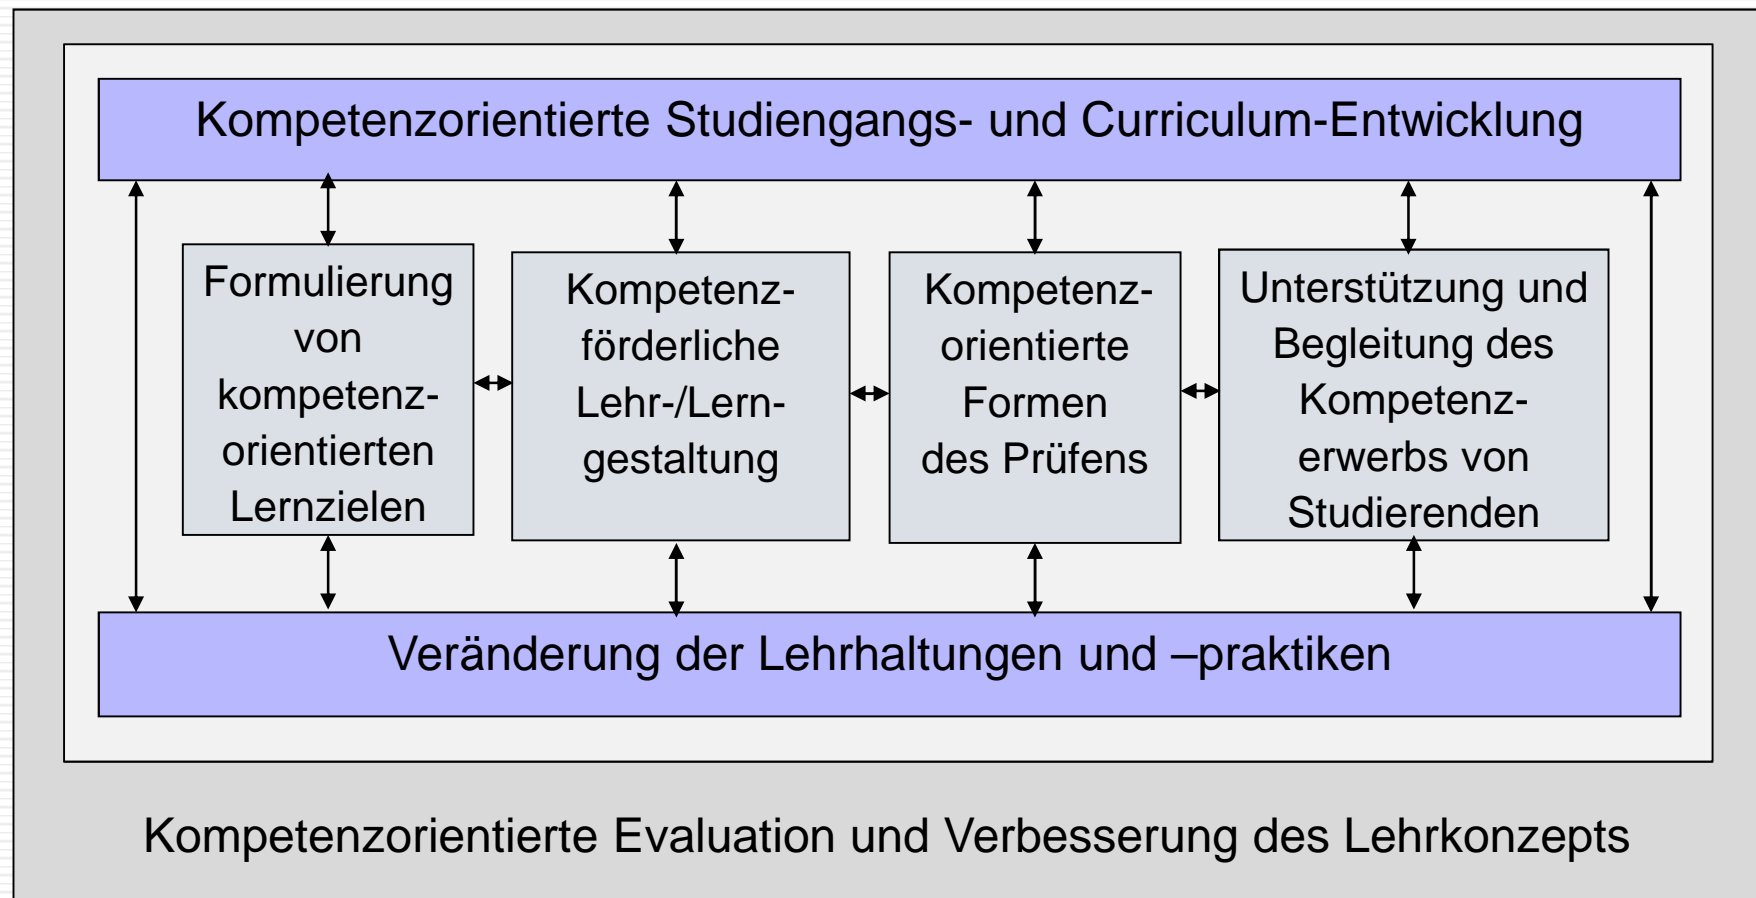 Kompetenzorientierte Studiengangs- und Curriculum-Entwicklung
Formulierung
von
kompetenz-
orientierten
Lernzielen
Kompetenz-
förderliche
Lehr-/Lern-
gestaltung
Kompetenz-
orientierte
Formen
des Prüfens
Unterstützung und
Begleitung des
Kompetenz-
erwerbs von
Studierenden
Veränderung der Lehrhaltungen und –praktiken
Kompetenzorientierte Evaluation und Verbesserung des Lehrkonzepts